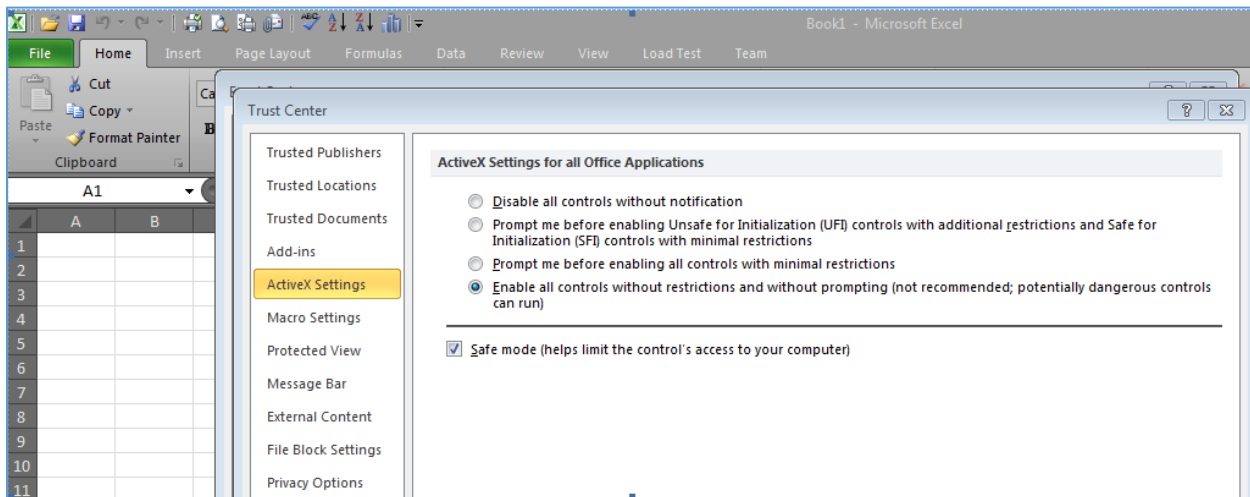 Book1 - Microsoft Excel
File Home Insert Page Layout Formulas Data Review View Load Test Team
Cut
Copy
Paste
Format Painter
Clipboard
Ca
B
A1
A B
1
2
3
4
5
6
7
8
9
10
11
Trust Center
Trusted Publishers
Trusted Locations
Trusted Documents
Add-ins
ActiveX Settings
Macro Settings
Protected View
Message Bar
External Content
File Block Settings
Privacy Options
ActiveX Settings for all Office Applications
Disable all controls without notification
Prompt me before enabling Unsafe for Initialization (UFI) controls with additional restrictions and Safe for
Initialization (SFI) controls with minimal restrictions
Prompt me before enabling all controls with minimal restrictions
Enable all controls without restrictions and without prompting (not recommended; potentially dangerous controls
can run)
Safe mode (helps limit the control's access to your computer)